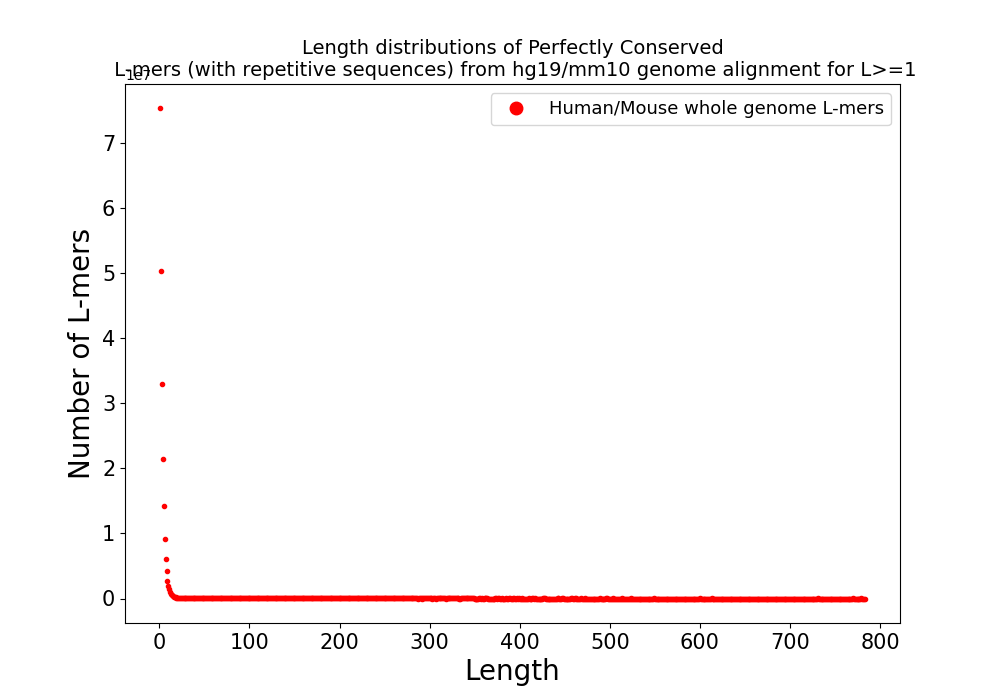 Length distributions of Perfectly Conserved
L-mers (with repetitive sequences) from hg19/mm10 genome alignment for L>=1
1e7
Human/Mouse whole genome L-mers
7
6
5
4
3
2
1
0
Number of L-mers
0 100 200 300 400 500 600 700 800
Length